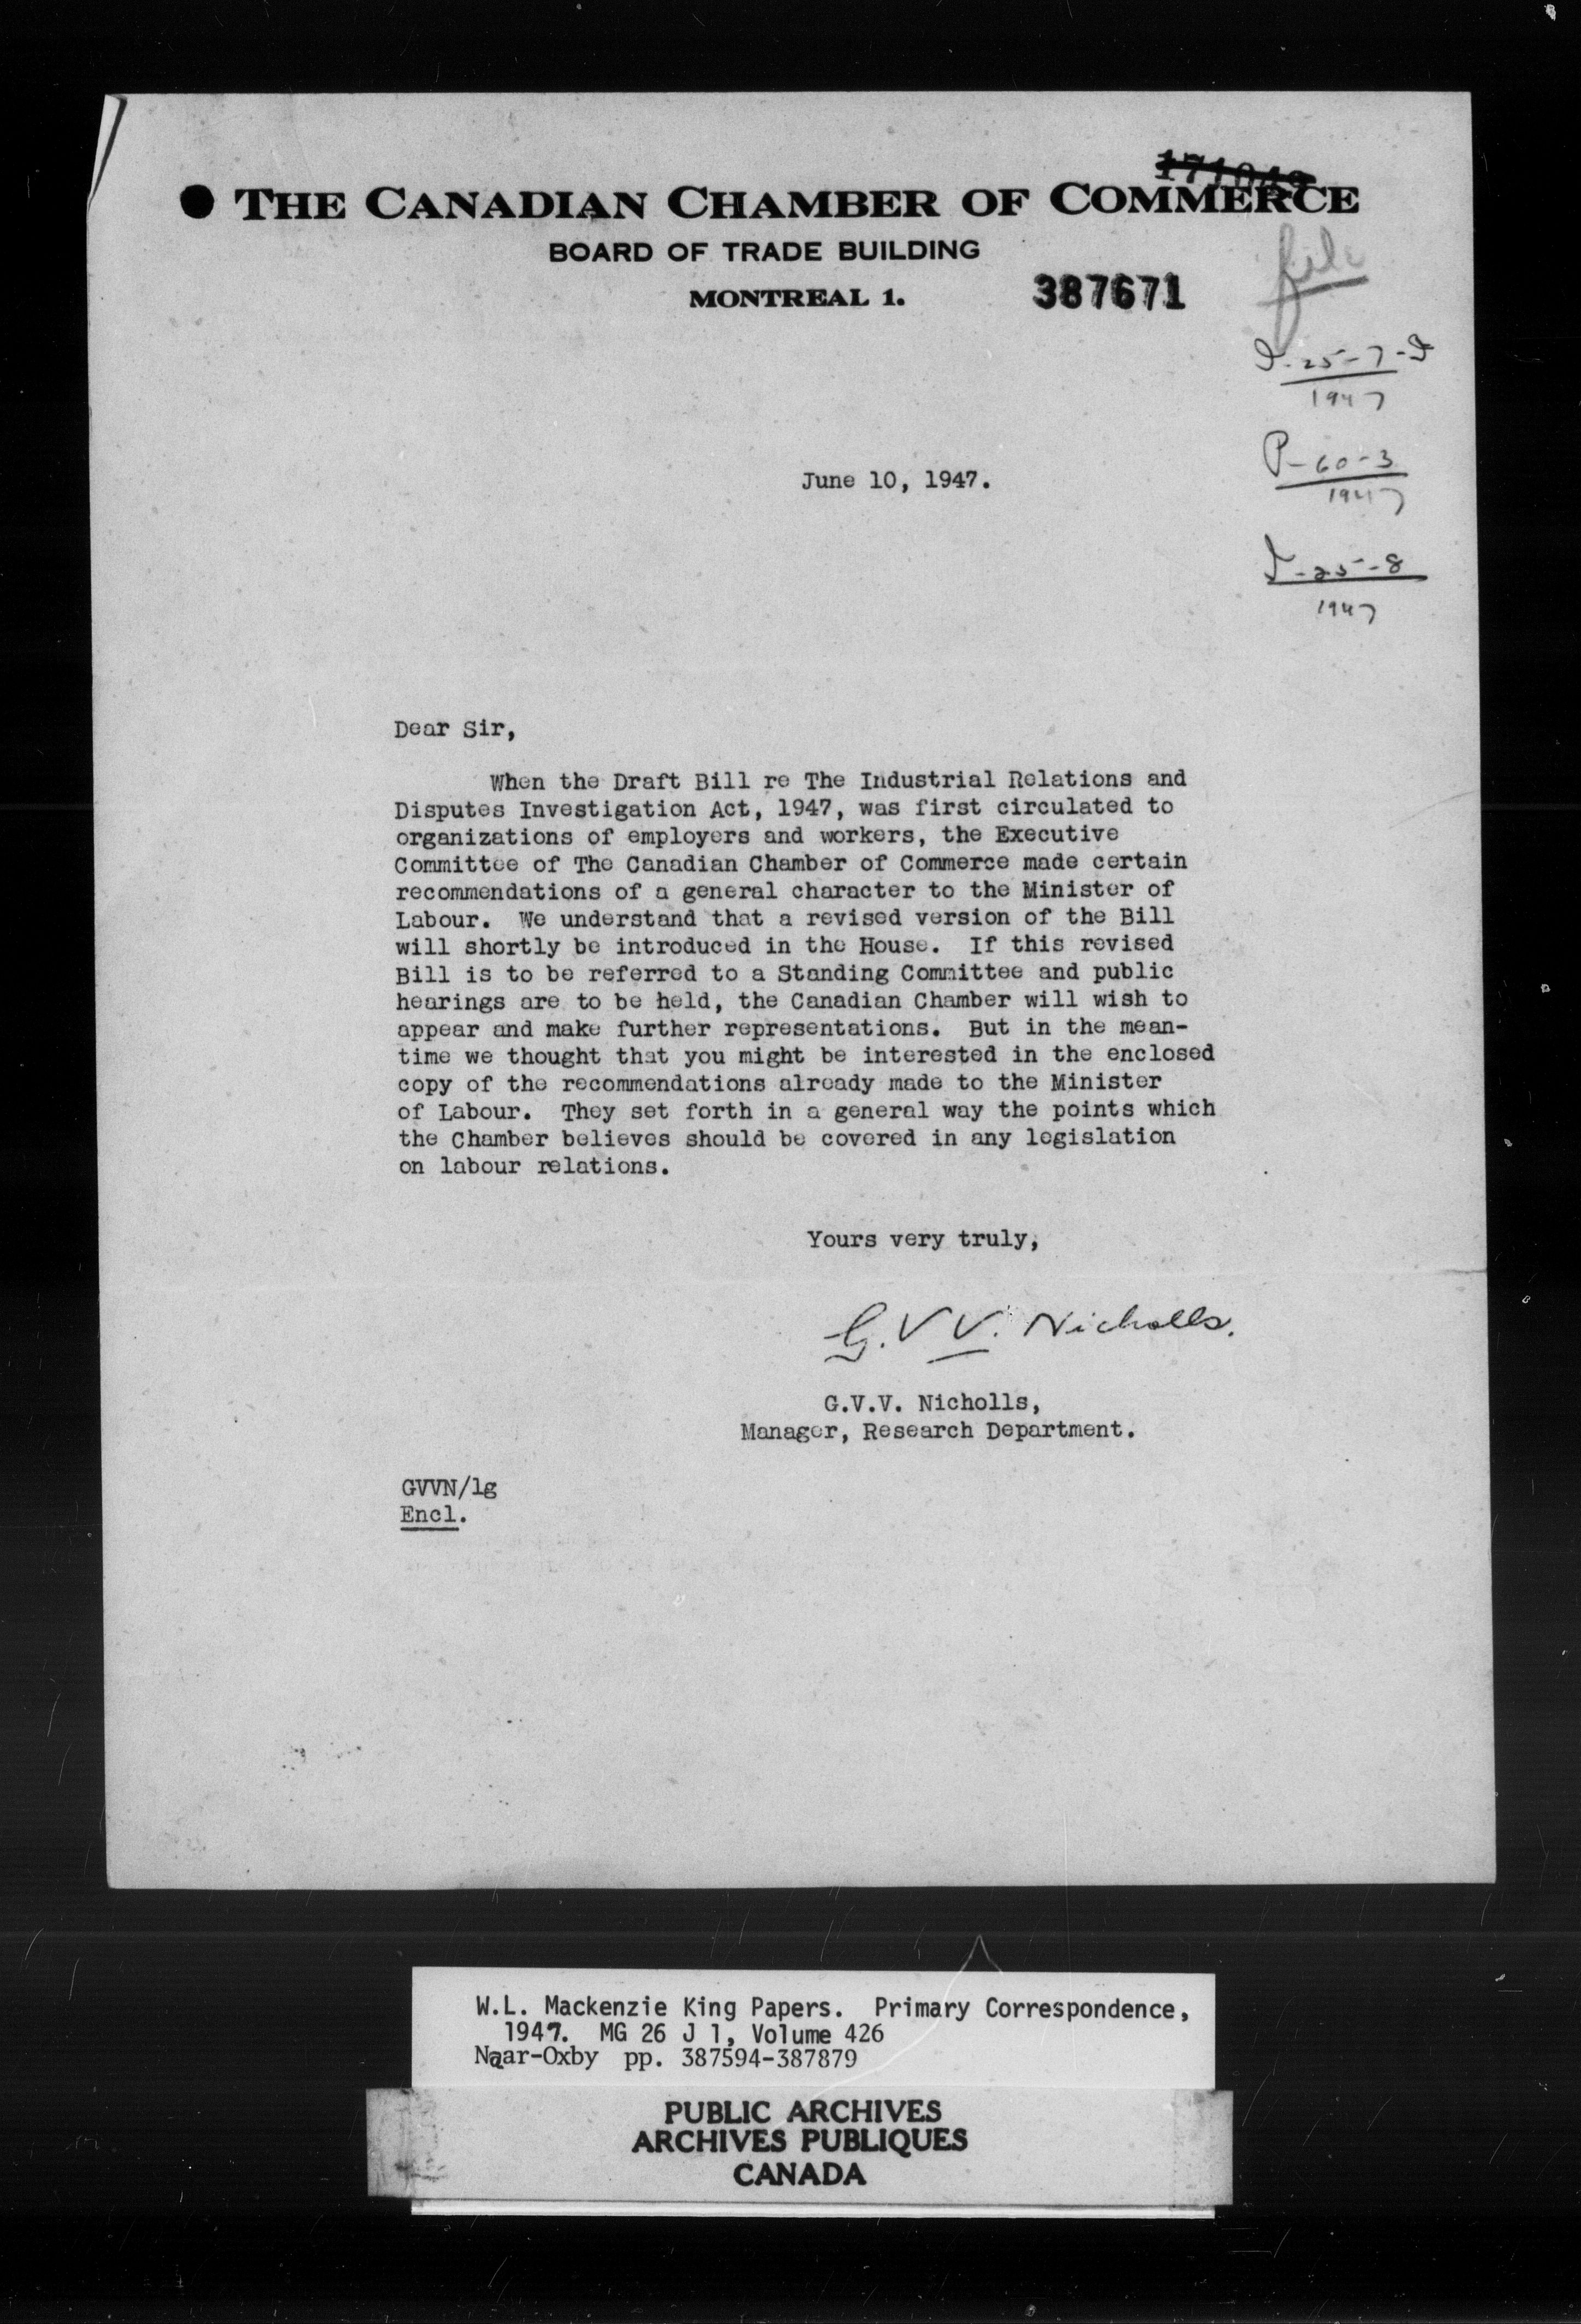 THE CANADIAN CHAMBER OF COMMERCE
BOARD OF TRADE BUILDING
MONTREAL 1.
387671
file
I-25-7-I
1947
June 10, 1947.
P-60-3
1947
I-25-8
1947
Dear Sir,
When the Draft Bill re The Industrial Relations and
Disputes Investigation Act, 1947, was first circulated to
organizations of employers and workers, the Executive
Committee of The Canadian Chamber of Commerce made certain
recommendations of a general character to the Minister of
Labour. We understand that a revised version of the Bill
will shortly be introduced in the House. If this revised
Bill is to be referred to a Standing Committee and public
hearings are to be held, the Canadian Chamber will wish to
appear and make further representations. But in the mean-
time we thought that you might be interested in the enclosed
copy of the recommendations already made to the Minister
of Labour. They set forth in a general way the points which
the Chamber believes should be covered in any legislation
on labour relations.
Yours very truly,
G.V.V. Nicholls.
G.V.V. Nicholls,
Manager, Research Department.
GVVN/lg
Encl.
W.L. Mackenzie King Papers. Primary Correspondence,
1947. MG 26 J 1, Volume 426
Naar-Oxby pp. 387594-387879
PUBLIC ARCHIVES
ARCHIVES PUBLIQUES
CANADA